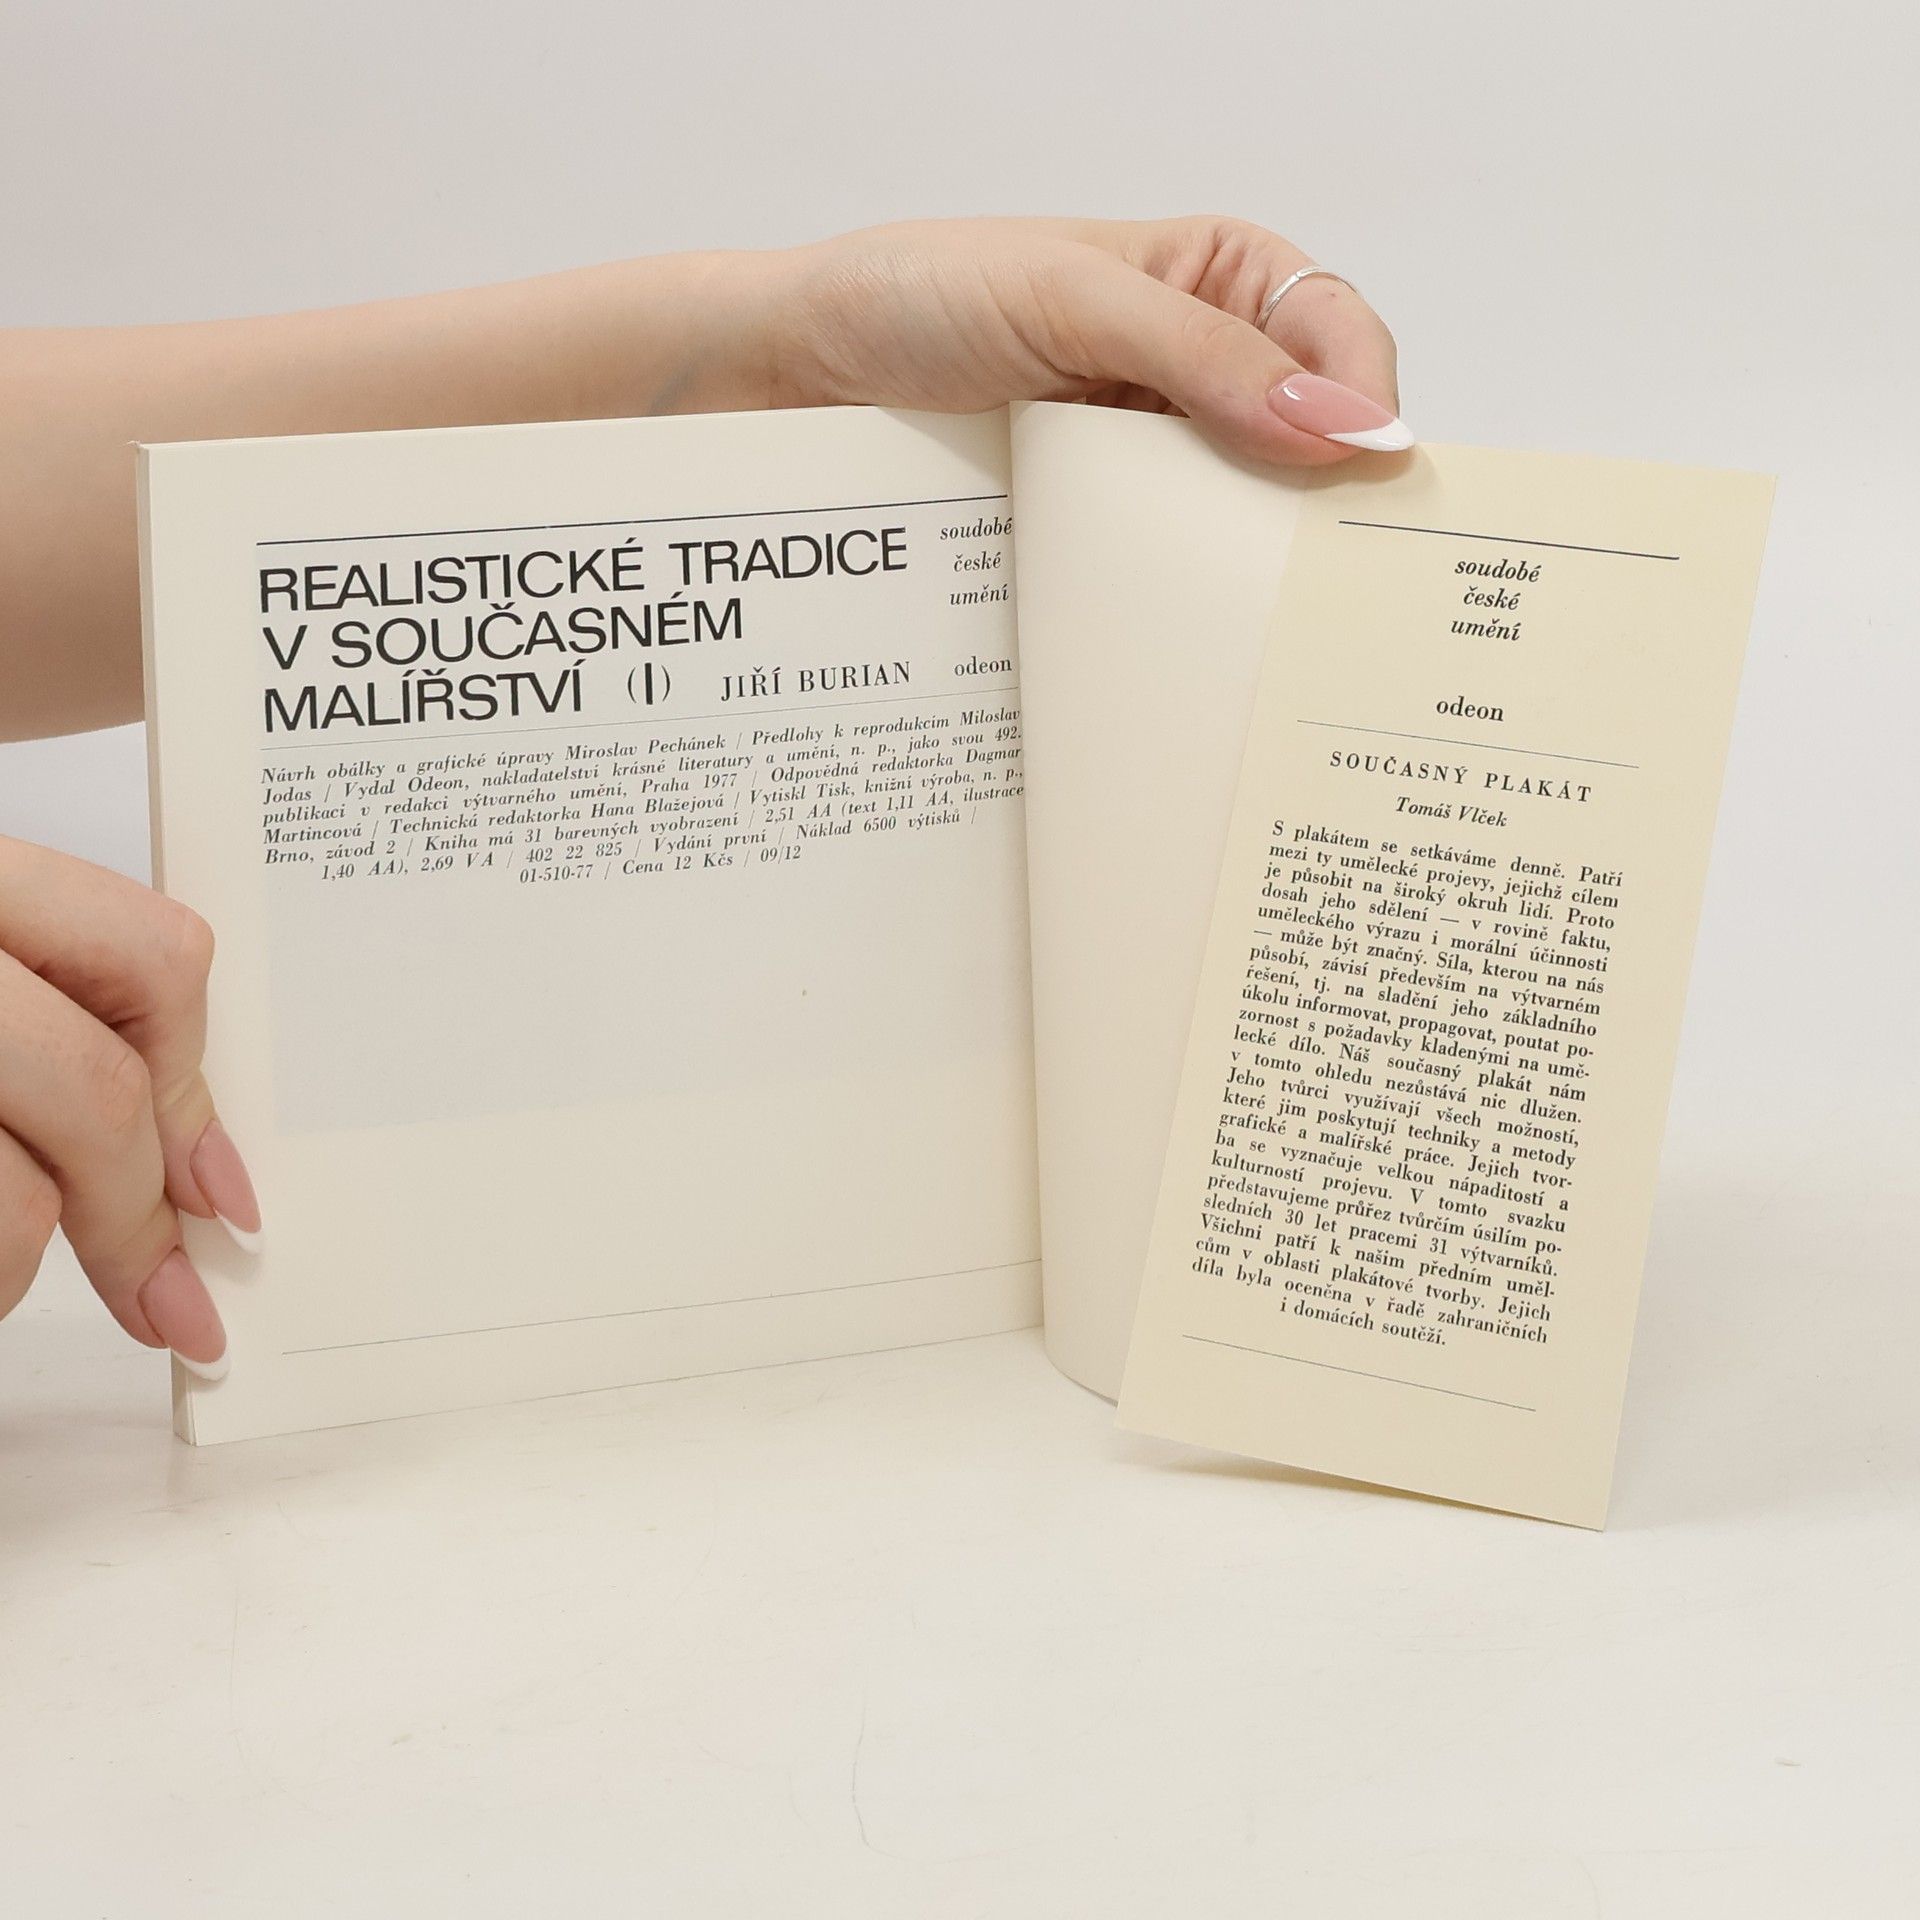 REALISTICKÉ TRADICE
V SOUČASNÉM
MALÍŘSTVÍ (I) JIŘÍ BURIAN
soudobé
české
umění
odeon
Návrh obálky a grafické úpravy Miroslav Pechánek / Předlohy k reprodukcím Miloslav
Jodas / Vydal Odeon, nakladatelství krásné literatury a umění, n. p., jako svou 492.
publikaci v redakci výtvarného umění, Praha 1977 / Odpovědná redaktorka Dagmar
Martincová / Technická redaktorka Hana Blažejová / Vytiskl Tisk, knižní výroba, n. p.,
Brno, závod 2 / Kniha má 31 barevných vyobrazení / 2,51 AA (text 1,11 AA, ilustrace
1,40 AA), 2,69 VA / 402 22 825 / Vydání první / Náklad 6500 výtisků /
01-510-77 / Cena 12 Kčs / 09/12
soudobé
české
umění
odeon
SOUČASNÝ PLAKÁT
Tomáš Vlček
S plakátem se setkáváme denně. Patří
mezi ty umělecké projevy, jejichž cílem
je působit na široký okruh lidí. Proto
dosah jeho sdělení — v rovině faktu,
uměleckého výrazu i morální účinnosti
— může být značný. Síla, kterou na nás
působí, závisí především na výtvarném
řešení, tj. na sladění jeho základního
úkolu informovat, propagovat, poutat po-
zornost s požadavky kladenými na umě-
lecké dílo. Náš současný plakát nám
v tomto ohledu nezůstává nic dlužen.
Jeho tvůrci využívají všech možností,
které jim poskytují techniky a metody
grafické a malířské práce. Jejich tvor-
ba se vyznačuje velkou nápaditostí a
kulturností projevu. V tomto svazku
představujeme průřez tvůrčím úsilím po-
sledních 30 let pracemi 31 výtvarníků.
Všichni patří k našim předním uměl-
cům v oblasti plakátové tvorby. Jejich
díla byla oceněna v řadě zahraničních
i domácích soutěží.